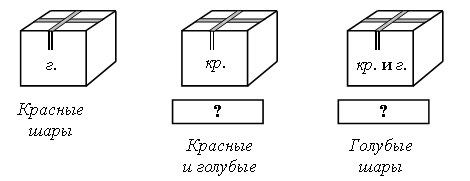 г. кр. кр. и г.
? ?
Красные
шары
Красные
и голубые
Голубые
шары